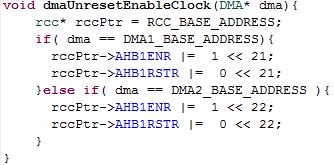 void dmaUnresetEnableClock(DMA* dma){
rcc* rccPtr = RCC_BASE_ADDRESS;
if( dma == DMA1_BASE_ADDRESS){
rccPtr->AHB1ENR |= 1 << 21;
rccPtr->AHB1RSTR |= 0 << 21;
}else if( dma == DMA2_BASE_ADDRESS ){
rccPtr->AHB1ENR |= 1 << 22;
rccPtr->AHB1RSTR |= 0 << 22;
}
}